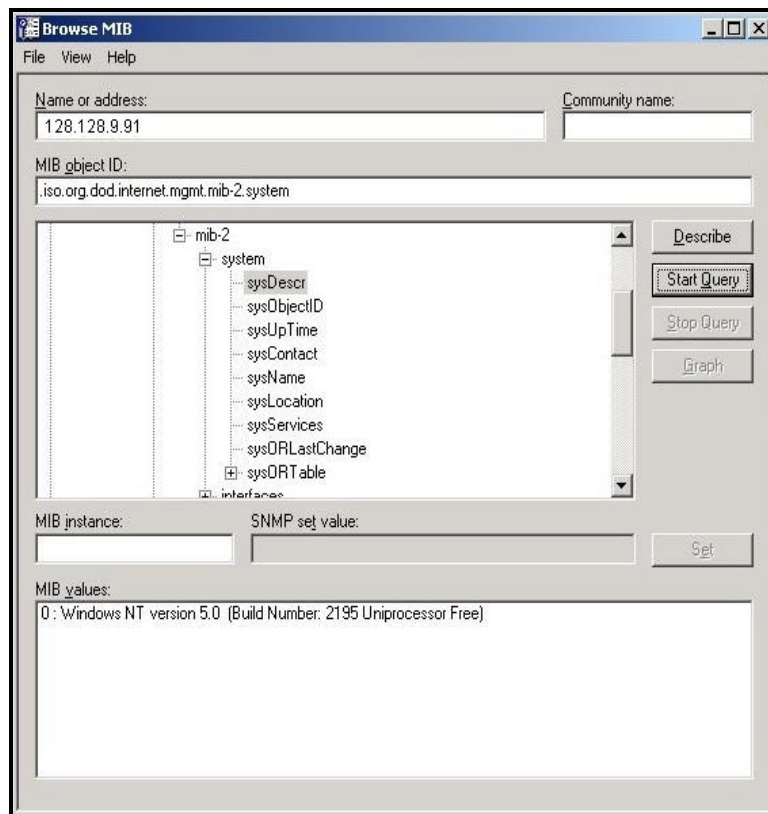 Browse MIB
File View Help
Name or address:
Community name:
128.128.9.91
MIB object ID:
.iso.org.dod.internet.mgmt.mib-2.system
mib-2
Describe
system
sysDescr
Start Query
sysObjectID
sysUpTime
Stop Query
sysContact
Graph
sysName
sysLocation
sysServices
sysORLastChange
sysORTable
interfaces
MIB instance:
SNMP set value:
Set
MIB values:
0 : Windows NT version 5.0 (Build Number: 2195 Uniprocessor Free)